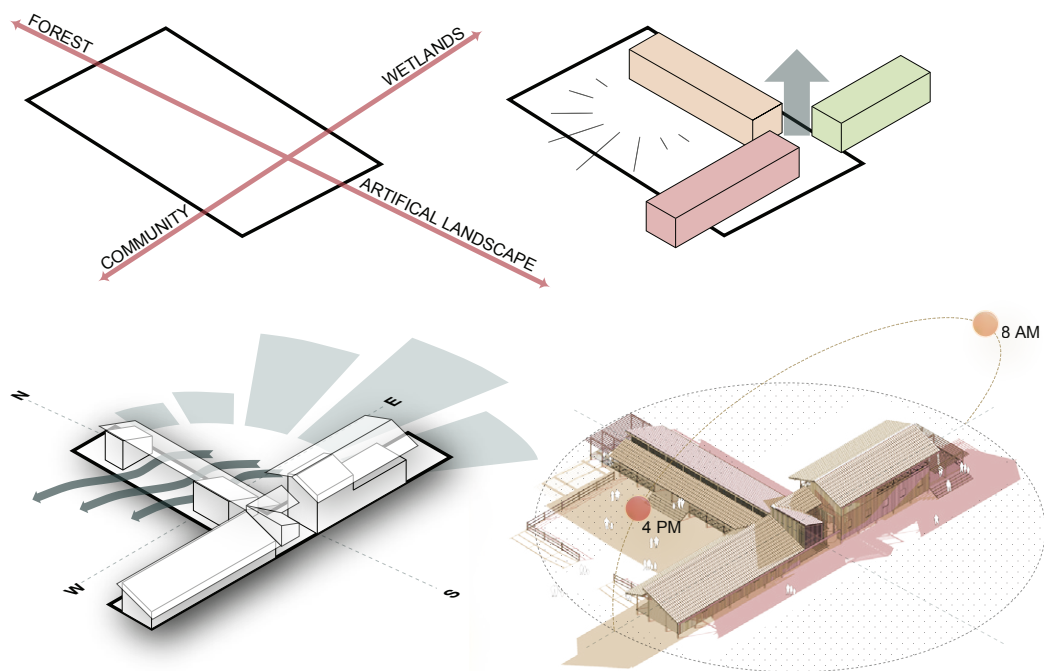 FOREST
WETLANDS
COMMUNITY
ARTIFICAL LANDSCAPE
N
E
W
S
8 AM
4 PM